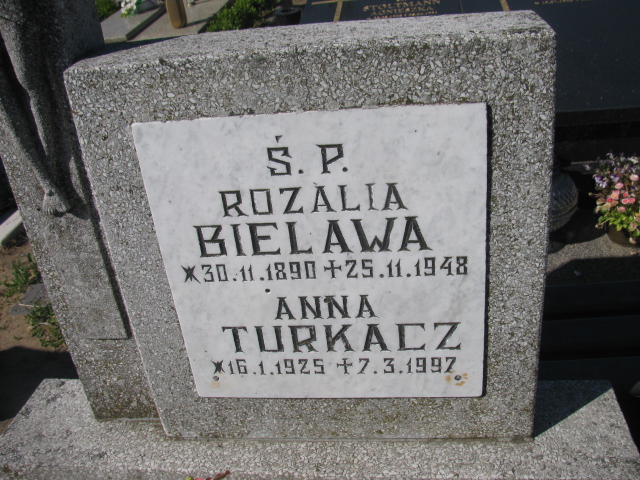 Ś. P.
ROZALIA
BIELAWA
*30.11.1890 +25.11.1948
ANNA
TURKACZ
*16.1.1925 +7.3.1997